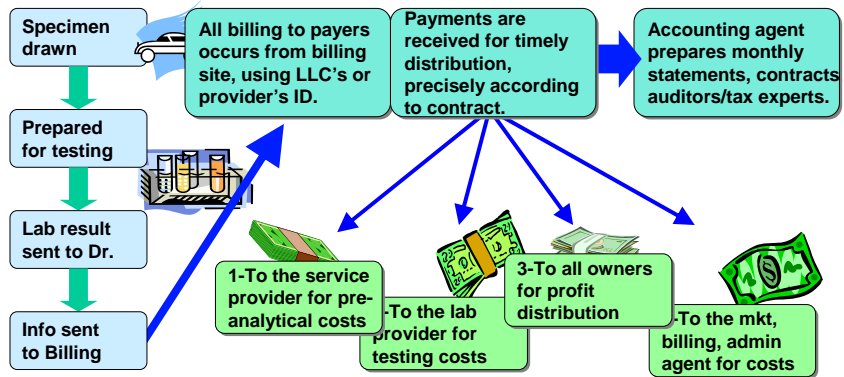 Specimen
drawn
Prepared
for testing
Lab result
sent to Dr.
Info sent
to Billing
All billing to payers
occurs from billing
site, using LLC's or
provider's ID.
Payments are
received for timely
distribution,
precisely according
to contract.
Accounting agent
prepares monthly
statements, contracts
auditors/tax experts.
1-To the service
provider for pre-
analytical costs
-To the lab
provider for
testing costs
3-To all owners
for profit
distribution
-To the mkt,
billing, admin
agent for costs